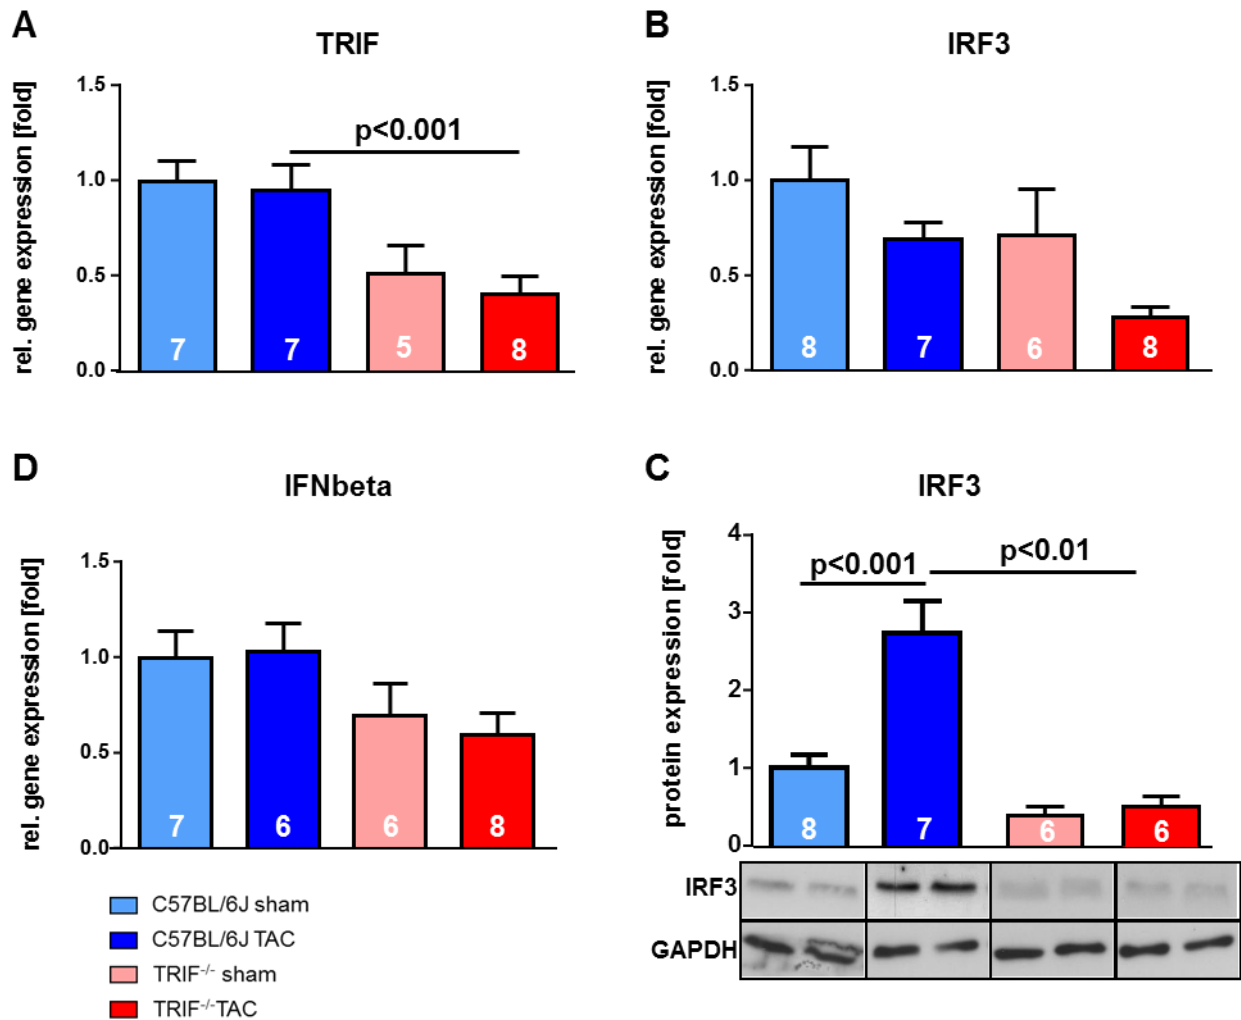 A
TRIF
rel. gene expression [fold]
1.5
1.0
0.5
0.0
p<0.001
7
7
5
8
B
IRF3
rel. gene expression [fold]
1.5
1.0
0.5
0.0
8
7
6
8
D
IFNbeta
rel. gene expression [fold]
1.5
1.0
0.5
0.0
7
6
6
8
C57BL/6J sham
C57BL/6J TAC
TRIF-/- sham
TRIF-/-TAC
C
IRF3
protein expression [fold]
4
3
2
1
0
p<0.001
p<0.01
8
7
6
6
IRF3
GAPDH